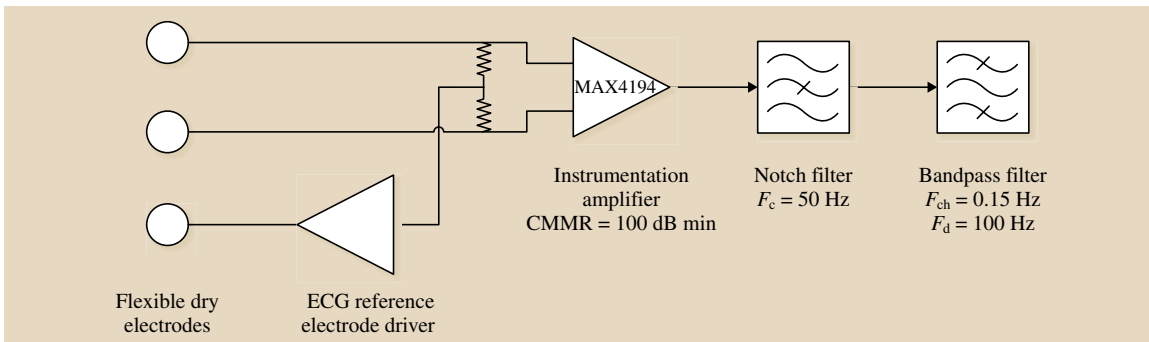 MAX4194
Instrumentation
amplifier
CMMR = 100 dB min
Notch filter
Fc = 50 Hz
Bandpass filter
Fch = 0.15 Hz
Fd = 100 Hz
Flexible dry
electrodes
ECG reference
electrode driver